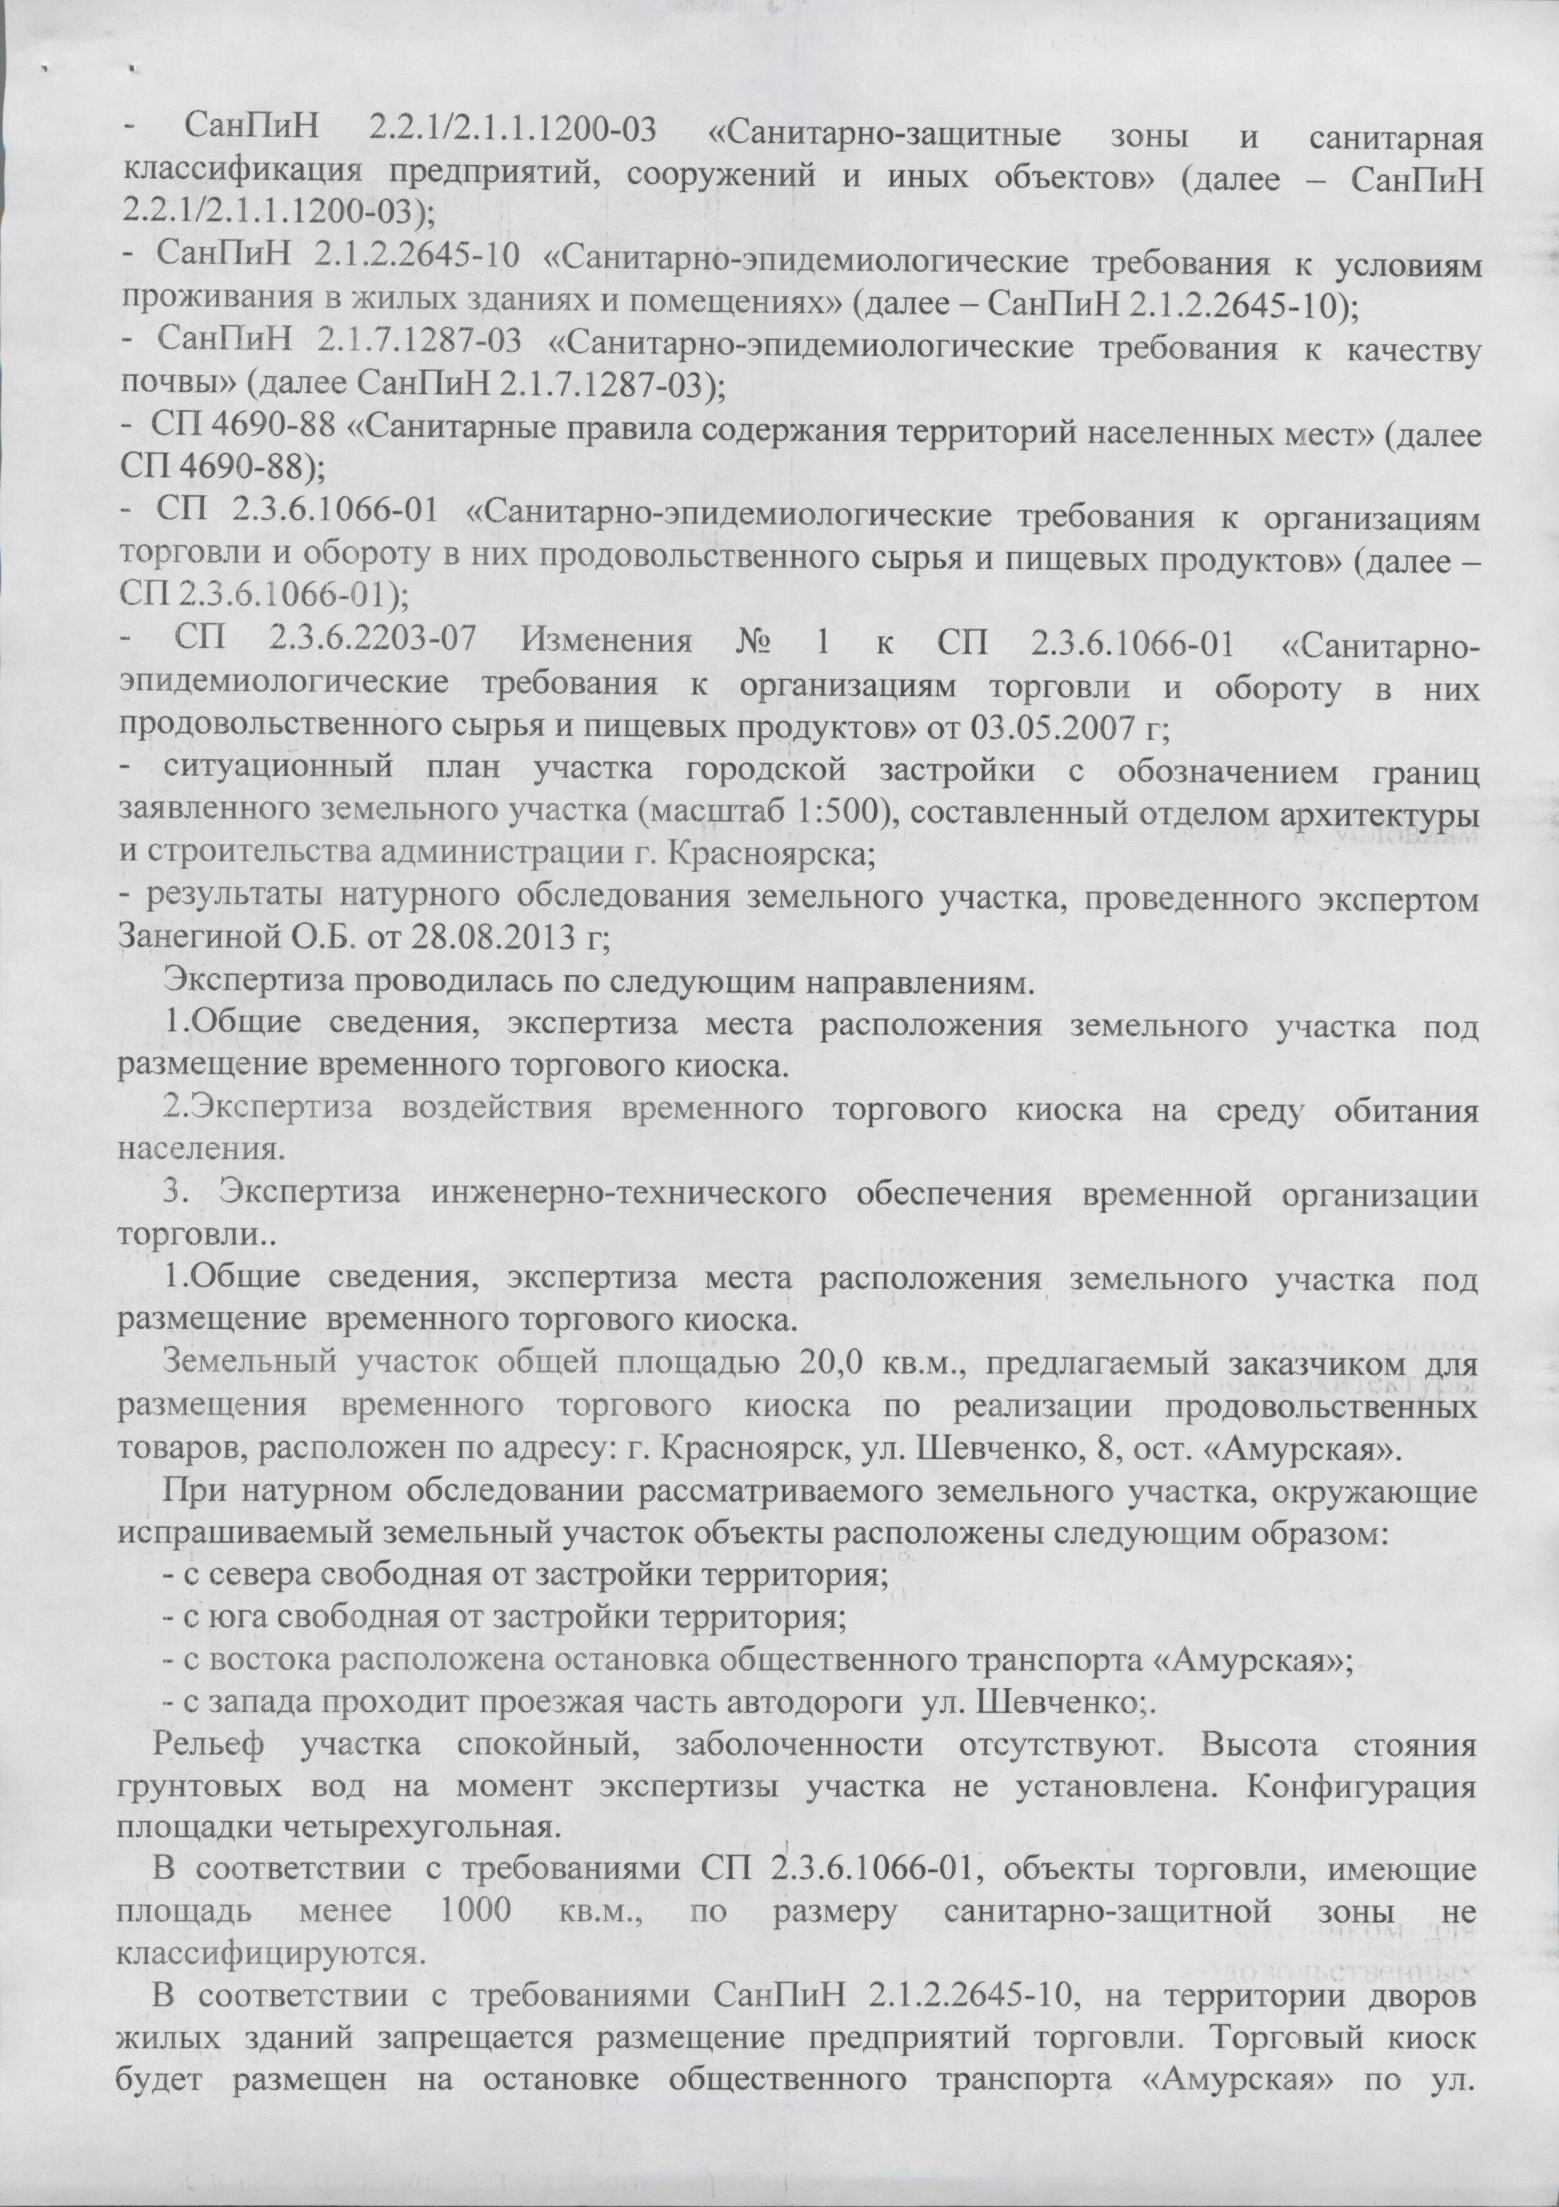 - СанПиН 2.2.1/2.1.1.1200-03 «Санитарно-защитные зоны и санитарная
классификация предприятий, сооружений и иных объектов» (далее – СанПиН
2.2.1/2.1.1.1200-03);
- СанПиН 2.1.2.2645-10 «Санитарно-эпидемиологические требования к условиям
проживания в жилых зданиях и помещениях» (далее – СанПиН 2.1.2.2645-10);
- СанПиН 2.1.7.1287-03 «Санитарно-эпидемиологические требования к качеству
почвы» (далее СанПиН 2.1.7.1287-03);
- СП 4690-88 «Санитарные правила содержания территорий населенных мест» (далее
СП 4690-88);
- СП 2.3.6.1066-01 «Санитарно-эпидемиологические требования к организациям
торговли и обороту в них продовольственного сырья и пищевых продуктов» (далее –
СП 2.3.6.1066-01);
- СП 2.3.6.2203-07 Изменения № 1 к СП 2.3.6.1066-01 «Санитарно-
эпидемиологические требования к организациям торговли и обороту в них
продовольственного сырья и пищевых продуктов» от 03.05.2007 г;
- ситуационный план участка городской застройки с обозначением границ
заявленного земельного участка (масштаб 1:500), составленный отделом архитектуры
и строительства администрации г. Красноярска;
- результаты натурного обследования земельного участка, проведенного экспертом
Занегиной О.Б. от 28.08.2013 г;
Экспертиза проводилась по следующим направлениям.
1.Общие сведения, экспертиза места расположения земельного участка под
размещение временного торгового киоска.
2.Экспертиза воздействия временного торгового киоска на среду обитания
населения.
3. Экспертиза инженерно-технического обеспечения временной организации
торговли..
1.Общие сведения, экспертиза места расположения земельного участка под
размещение временного торгового киоска.
Земельный участок общей площадью 20,0 кв.м., предлагаемый заказчиком для
размещения временного торгового киоска по реализации продовольственных
товаров, расположен по адресу: г. Красноярск, ул. Шевченко, 8, ост. «Амурская».
При натурном обследовании рассматриваемого земельного участка, окружающие
испрашиваемый земельный участок объекты расположены следующим образом:
- с севера свободная от застройки территория;
- с юга свободная от застройки территория;
- с востока расположена остановка общественного транспорта «Амурская»;
- с запада проходит проезжая часть автодороги ул. Шевченко;.
Рельеф участка спокойный, заболоченности отсутствуют. Высота стояния
грунтовых вод на момент экспертизы участка не установлена. Конфигурация
площадки четырехугольная.
В соответствии с требованиями СП 2.3.6.1066-01, объекты торговли, имеющие
площадь менее 1000 кв.м., по размеру санитарно-защитной зоны не
классифицируются.
В соответствии с требованиями СанПиН 2.1.2.2645-10, на территории дворов
жилых зданий запрещается размещение предприятий торговли. Торговый киоск
будет размещен на остановке общественного транспорта «Амурская» по ул.